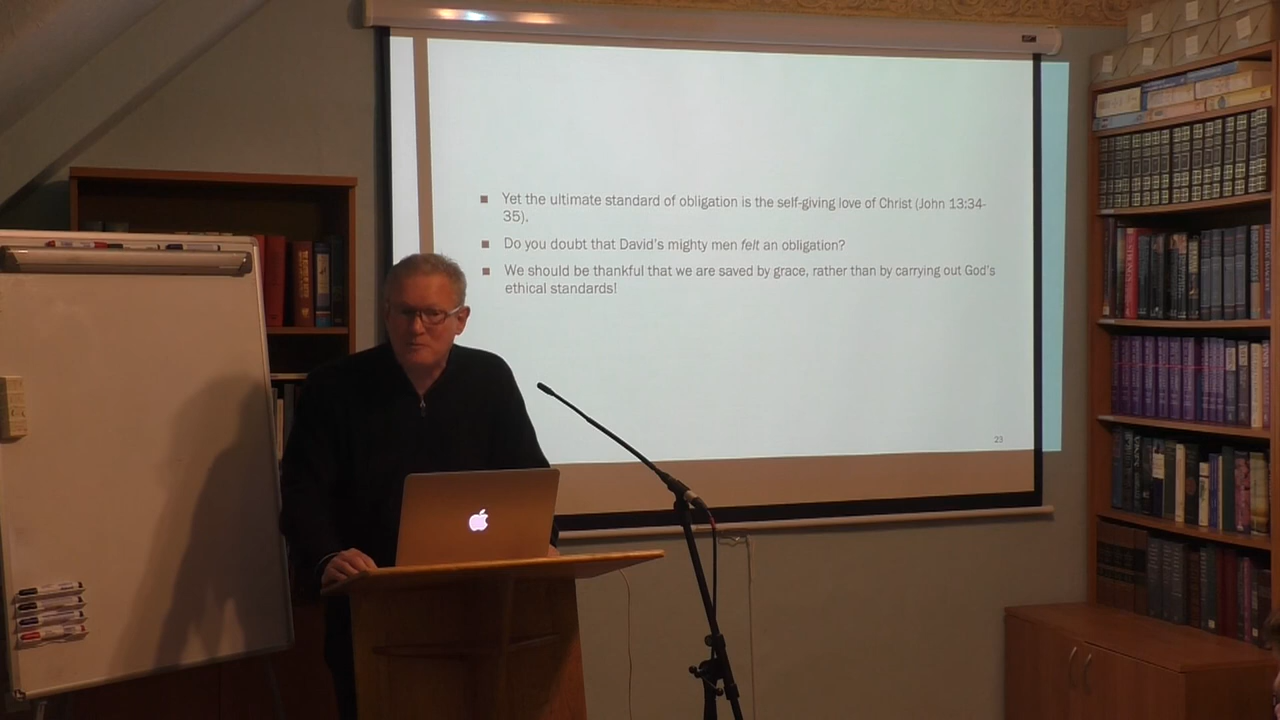 Yet the ultimate standard of obligation is the self-giving love of Christ (John 13:34-
35).
Do you doubt that David's mighty men felt an obligation?
We should be thankful that we are saved by grace, rather than by carrying out God's
ethical standards!
23